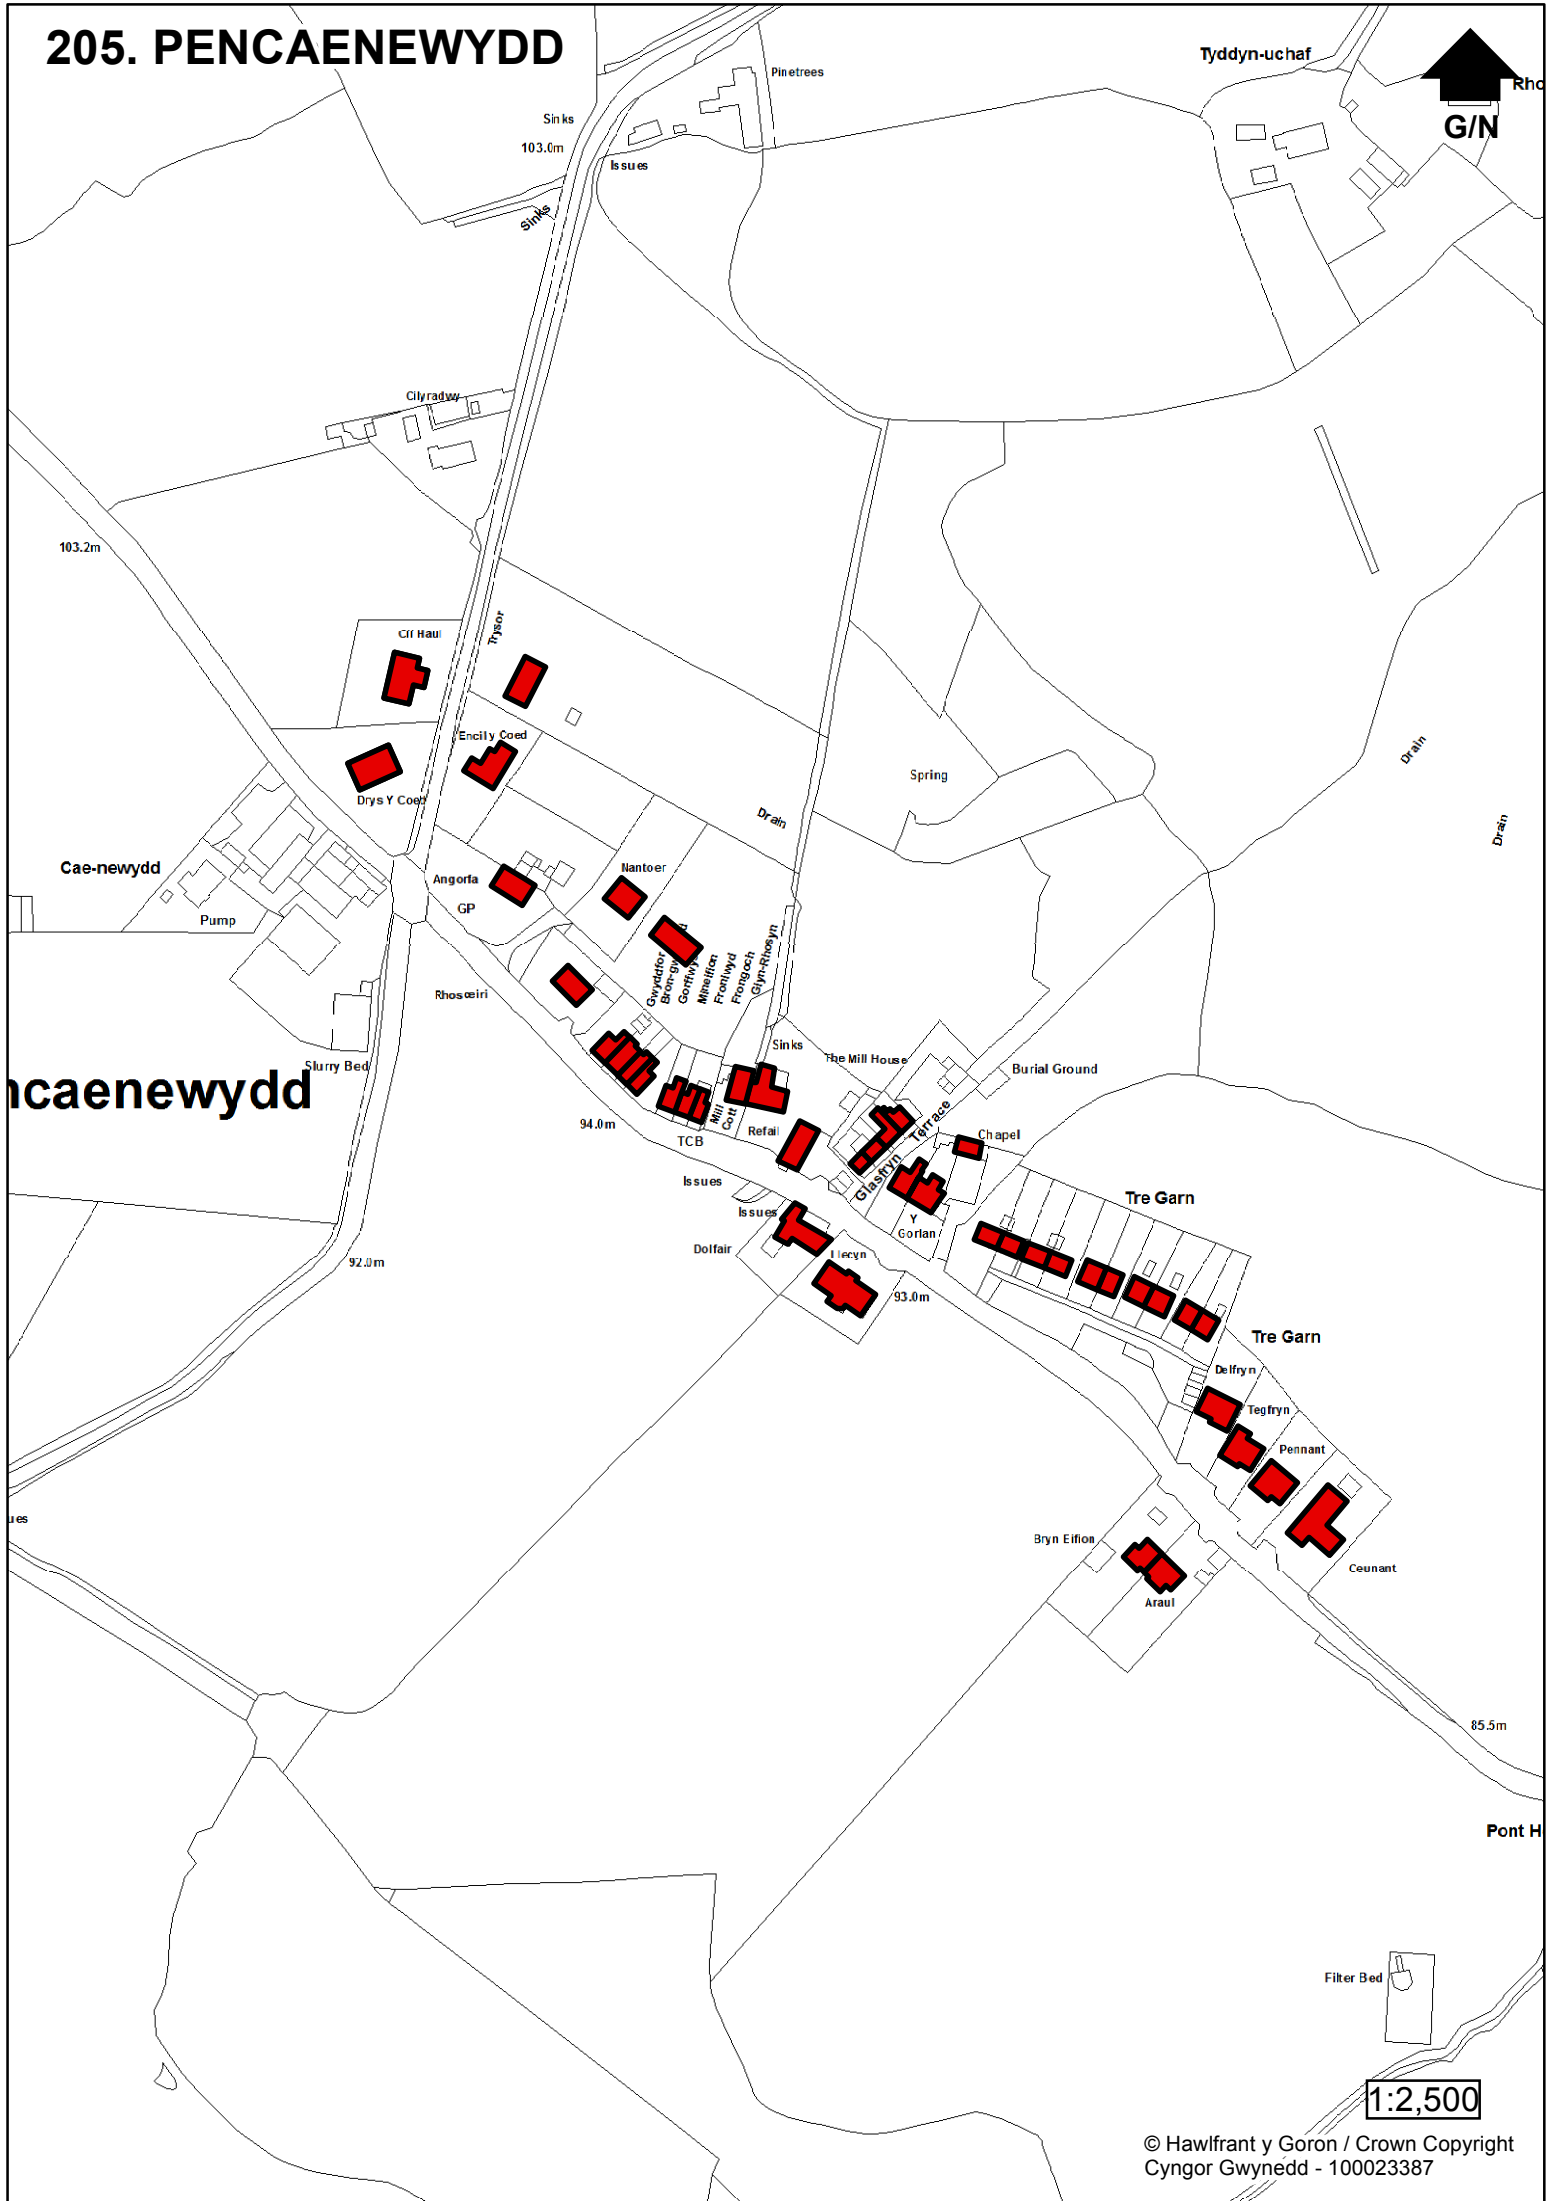 205. PENCAENEWYDD
Pinetrees
Tyddyn-uchaf
Rho
G/N
Sinks
103.0m
Issues
Sinks
Cilyradwy
103.2m
Trysor
Cil Haul
Encil y Coed
Drys Y Coed
Spring
Drain
Drain
Drain
Cae-newydd
Nantoer
Angorfa
GP
Pump
Gwyddfor
Gorffwys
Mineifion
Fronlwyd
Frongoch
Glyn-Rhosyn
Rhosoeiri
Sinks
The Mill House
Slurry Bed
Burial Ground
ncaenewydd
94.0m
Mill
Cott
TCB
Refail
Glasfryn Terrace
Chapel
Issues
Issues
Tre Garn
Y
Gorlan
Dolfair
Llecyn
92.0m
93.0m
Tre Garn
Delfryn
Tegfryn
Pennant
ues
Bryn Eifion
Ceunant
Araul
85.5m
Pont H
Filter Bed
1:2,500
© Hawlfraint y Goron / Crown Copyright
Cyngor Gwynedd - 100023387